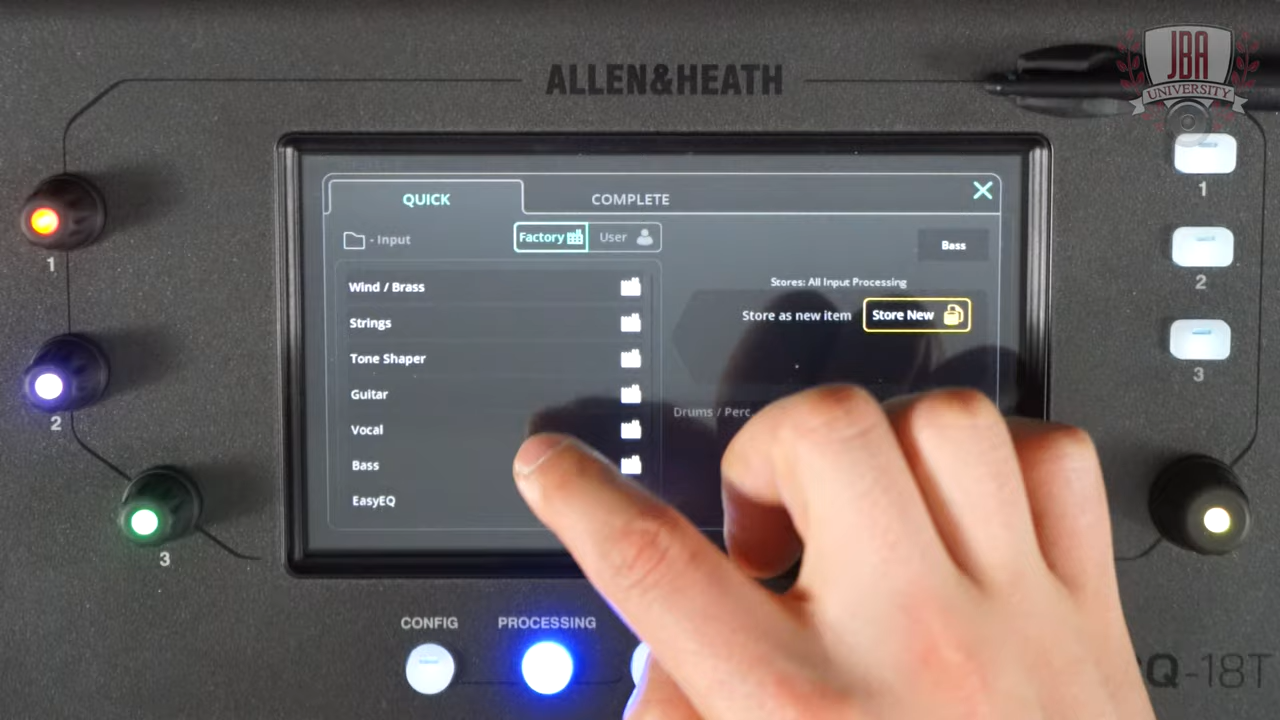 JBA
UNIVERSITY
ALLEN&HEATH
QUICK
COMPLETE
- Input
Factory
User
Bass
Wind / Brass
Strings
Tone Shaper
Guitar
Vocal
Bass
EasyEQ
Stores: All Input Processing
Store as new item
Store New
Drums / Perc.
1
2
3
1
2
3
CONFIG
PROCESSING
Q-18T